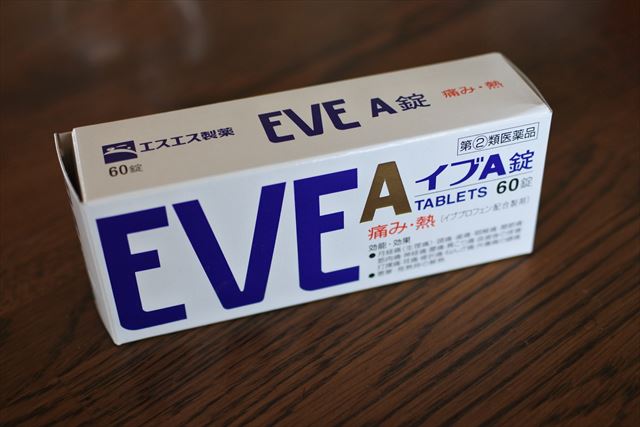 エスエス製薬
60錠
EVE A錠
痛み・熱
指定②類医薬品
EVE A イブA錠
TABLETS 60錠
痛み・熱 (イブプロフェン配合製剤)
効能・効果